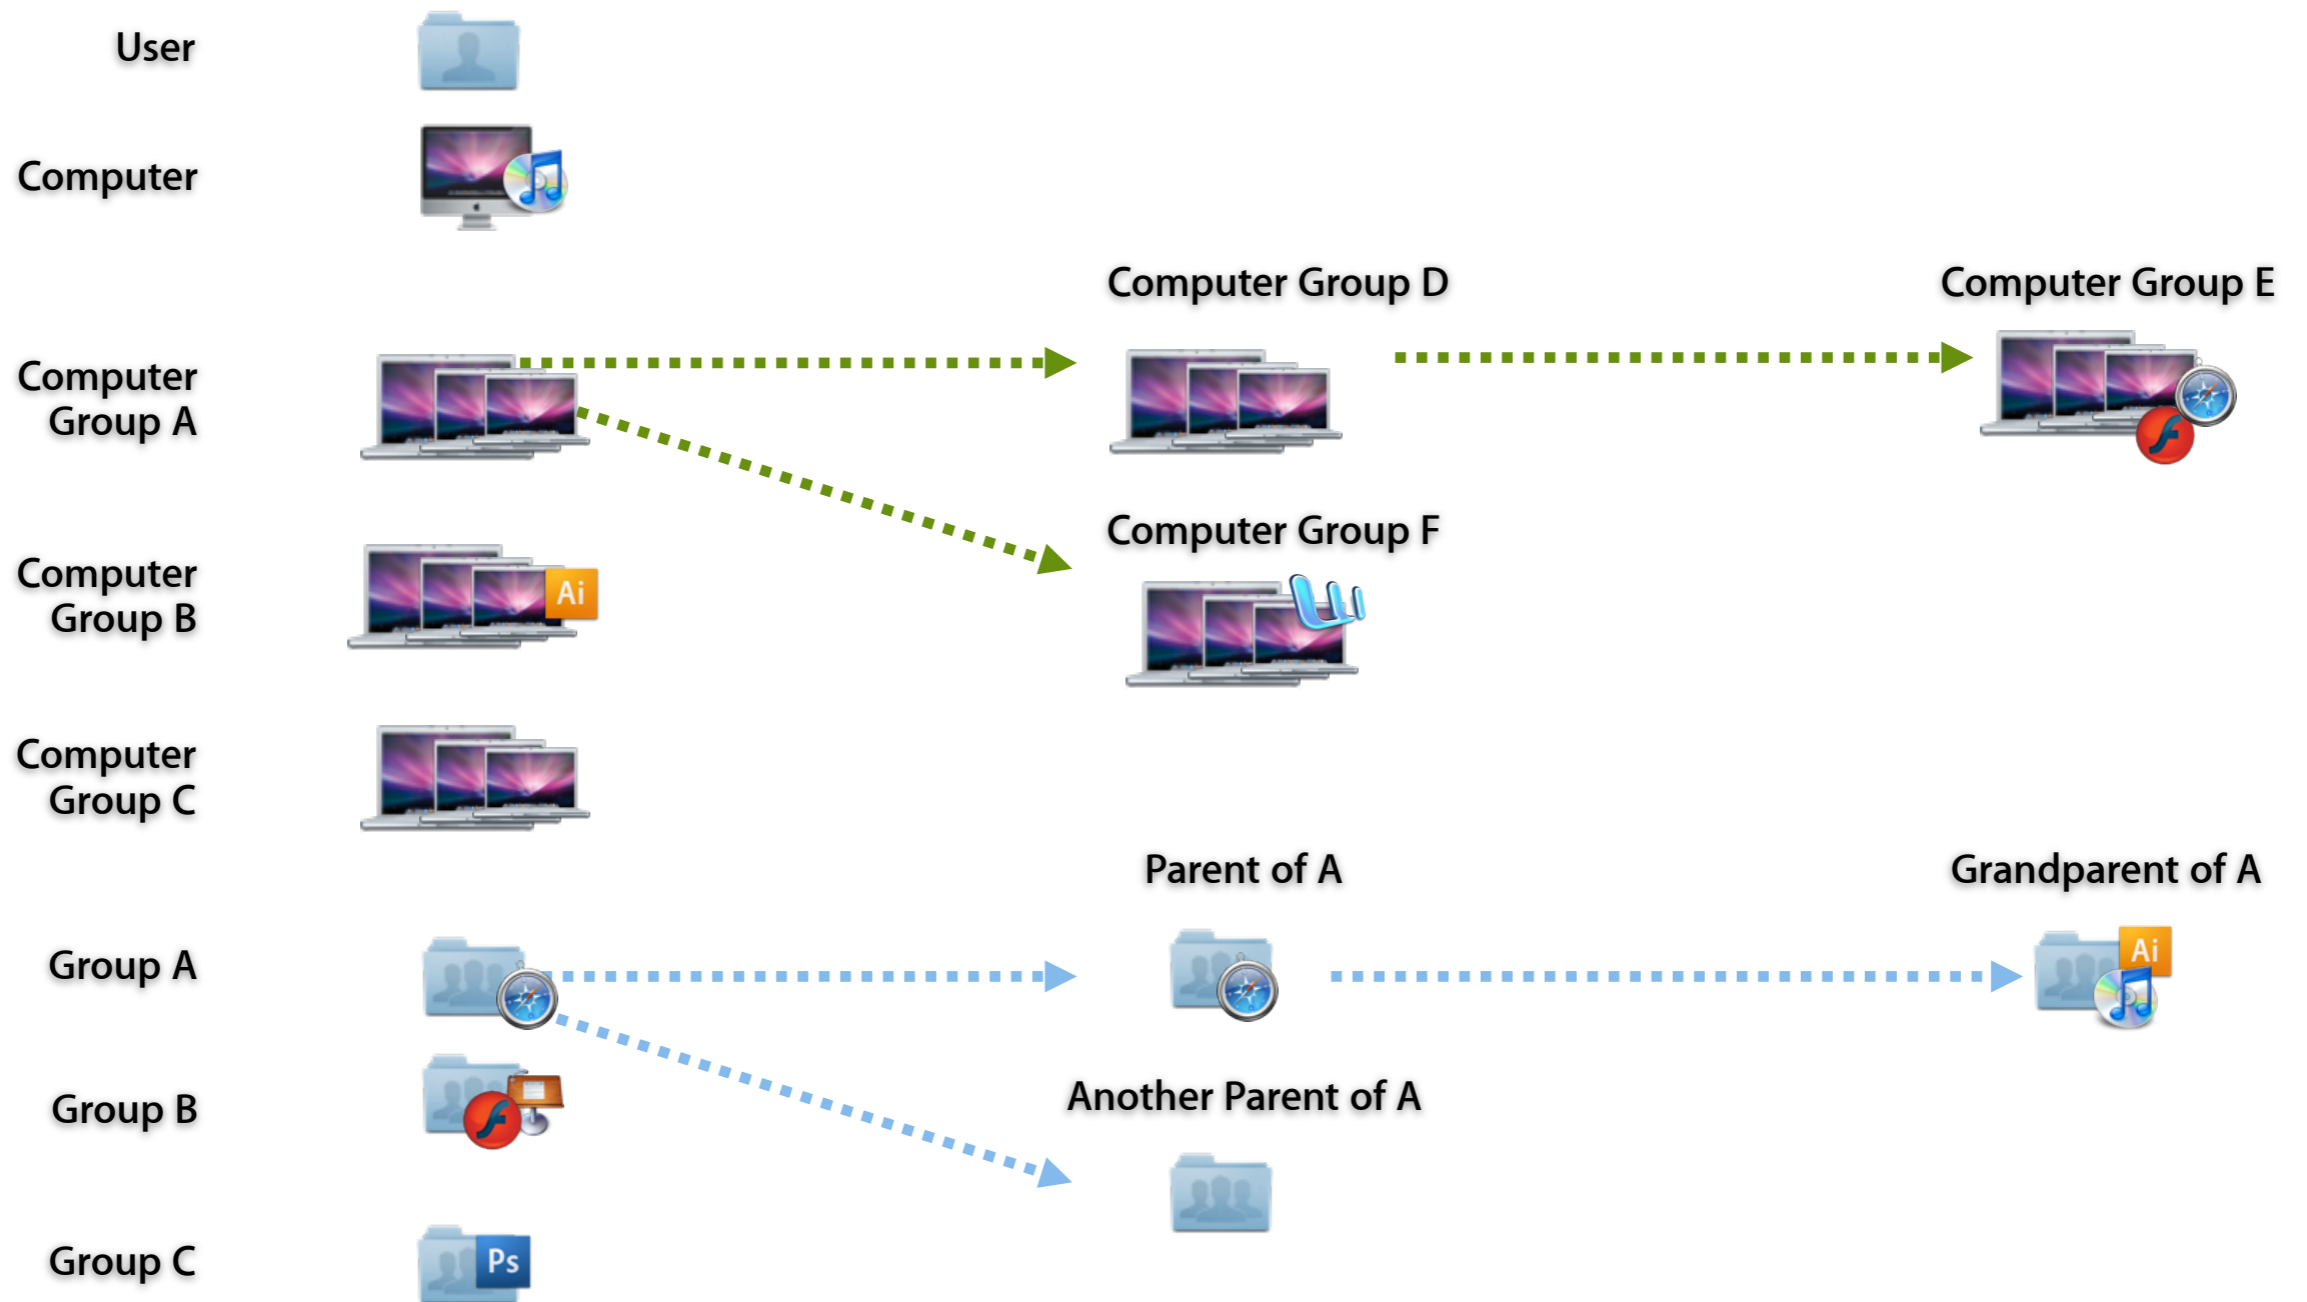 User
Computer
Computer Group D
Computer Group E
Computer
Group A
Computer Group F
Computer
Group B
Ai
Computer
Group C
Parent of A
Grandparent of A
Group A
Ai
Group B
Another Parent of A
Group C
Ps